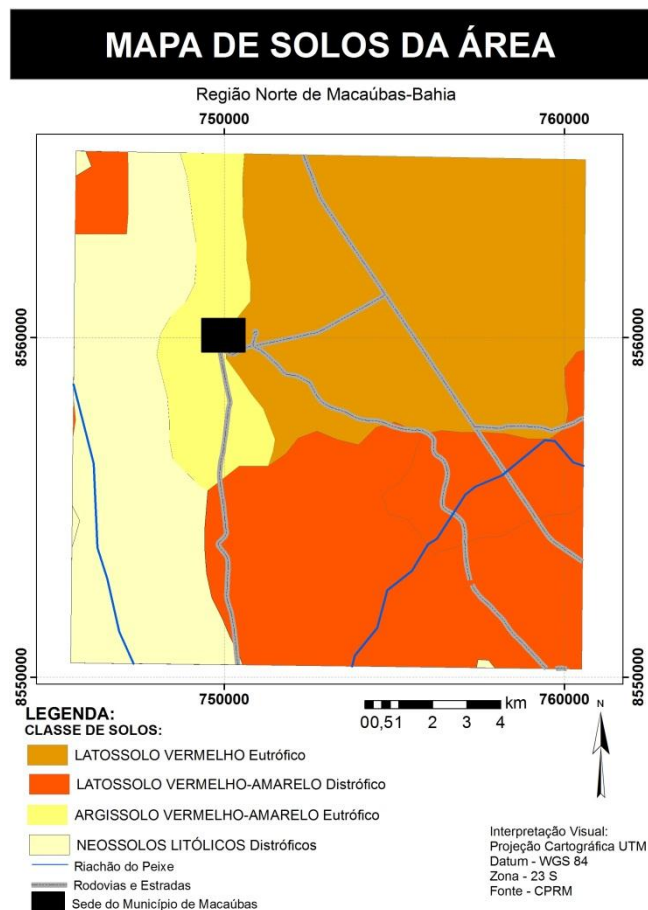 MAPA DE SOLOS DA ÁREA
Região Norte de Macaúbas-Bahia
750000 760000
8560000 8560000
8550000 8550000
750000 760000
LEGENDA:
CLASSE DE SOLOS:
LATOSSOLO VERMELHO Eutrófico
LATOSSOLO VERMELHO-AMARELO Distrófico
ARGISSOLO VERMELHO-AMARELO Eutrófico
NEOSSOLOS LITÓLICOS Distróficos
Riachão do Peixe
Rodovias e Estradas
Sede do Município de Macaúbas
km
00,51 2 3 4
N
Interpretação Visual:
Projeção Cartográfica UTM
Datum - WGS 84
Zona - 23 S
Fonte - CPRM